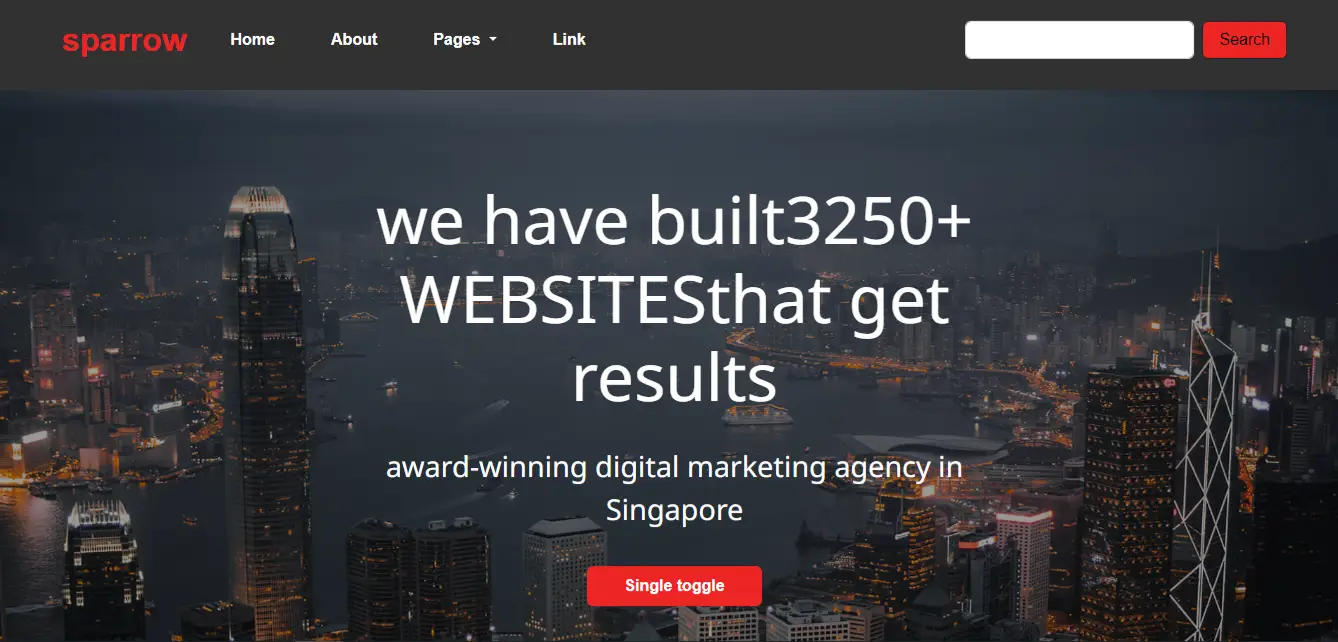 sparrow Home About Pages Link Search
we have built3250+
WEBSITESthat get
results
award-winning digital marketing agency in
Singapore
Single toggle